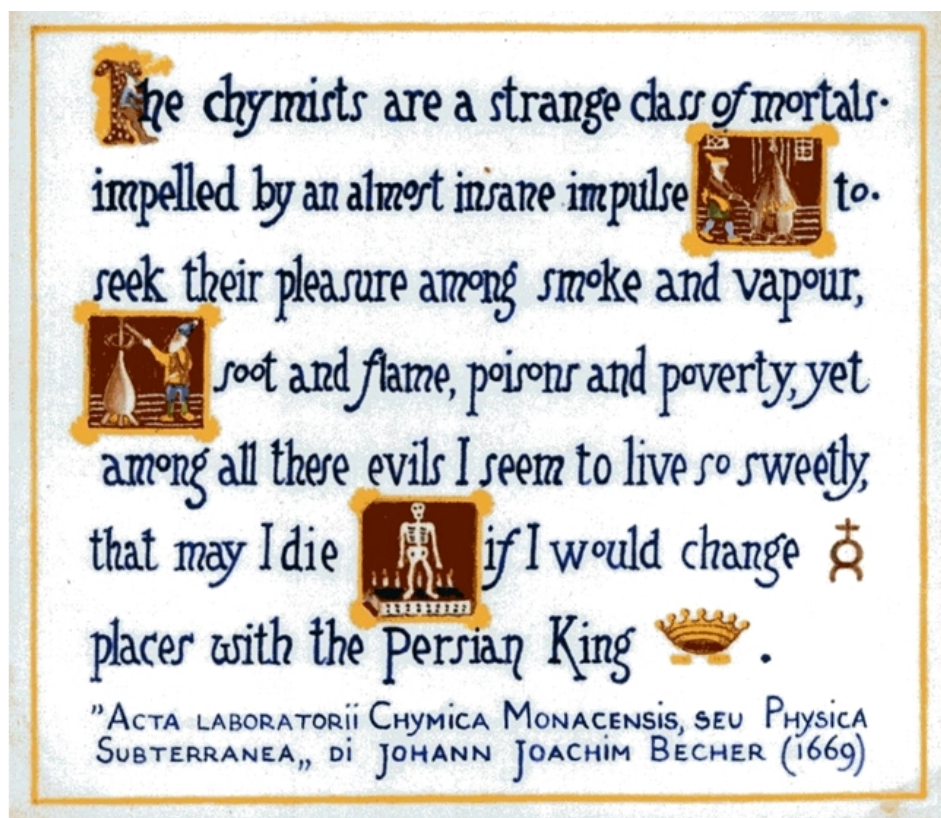 The chymists are a strange class of mortals·
impelled by an almost insane impulse to·
seek their pleasure among smoke and vapour,
soot and flame, poisons and poverty, yet
among all these evils I seem to live so sweetly,
that may I die if I would change
places with the Persian King .
"ACTA LABORATORII CHYMICA MONACENSIS, SEU PHYSICA
SUBTERRANEA„ DI JOHANN JOACHIM BECHER (1669)